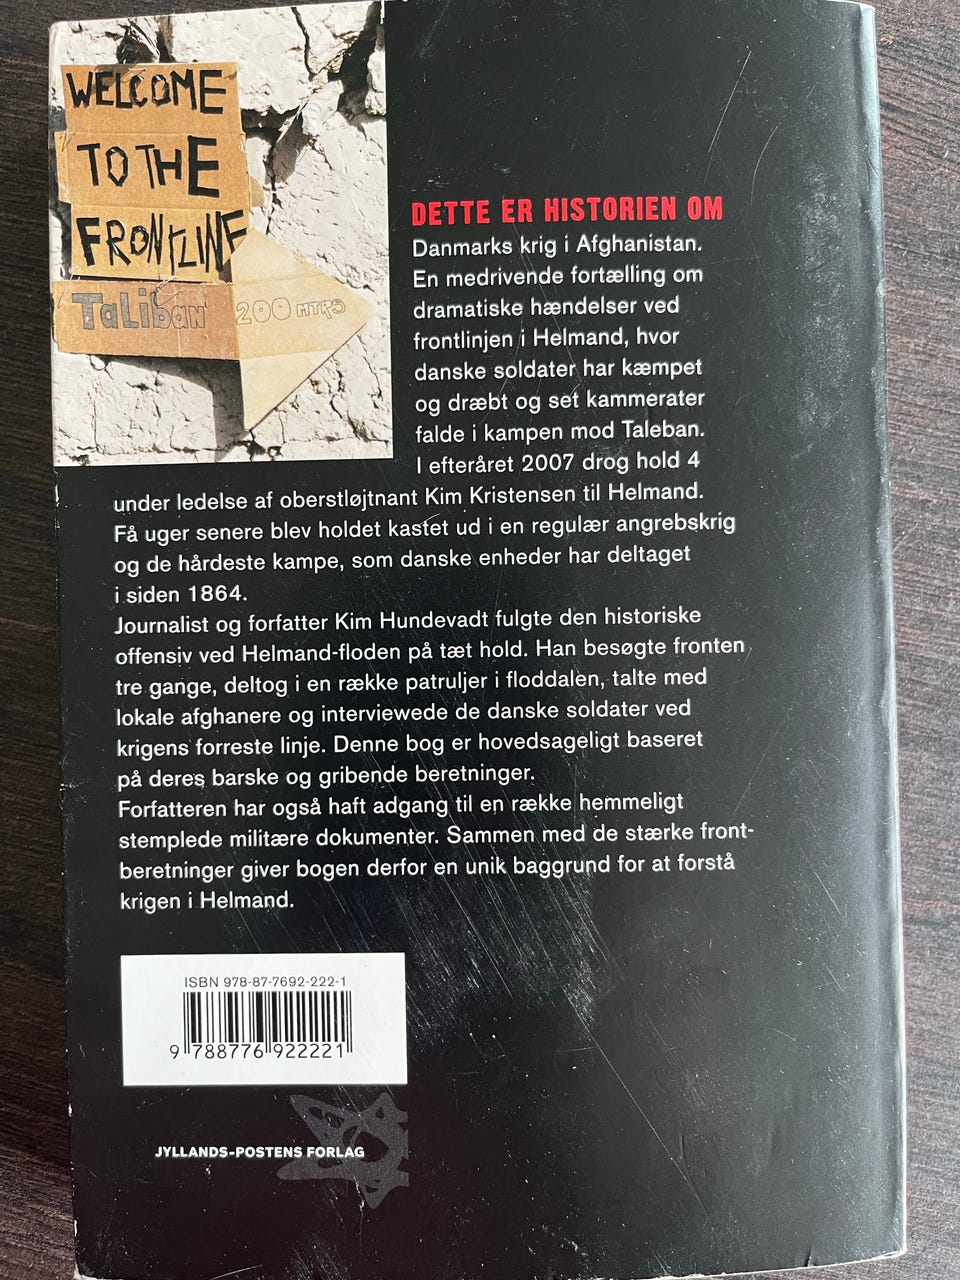 WELCOME
TO THE
FRONTLINE
TaLiban 200 MTRS
DETTE ER HISTORIEN OM
Danmarks krig i Afghanistan.
En medrivende fortælling om
dramatiske hændelser ved
frontlinjen i Helmand, hvor
danske soldater har kæmpet
og dræbt og set kammerater
falde i kampen mod Taleban.
I efteråret 2007 drog hold 4
under ledelse af oberstløjtnant Kim Kristensen til Helmand.
Få uger senere blev holdet kastet ud i en regulær angrebskrig
og de hårdeste kampe, som danske enheder har deltaget
i siden 1864.
Journalist og forfatter Kim Hundevadt fulgte den historiske
offensiv ved Helmand-floden på tæt hold. Han besøgte fronten
tre gange, deltog i en række patruljer i floddalen, talte med
lokale afghanere og interviewede de danske soldater ved
krigens forreste linje. Denne bog er hovedsageligt baseret
på deres barske og gribende beretninger.
Forfatteren har også haft adgang til en række hemmeligt
stemplede militære dokumenter. Sammen med de stærke front-
beretninger giver bogen derfor en unik baggrund for at forstå
krigen i Helmand.
ISBN 978-87-7692-222-1
9 788776 922221
JYLLANDS-POSTENS FORLAG